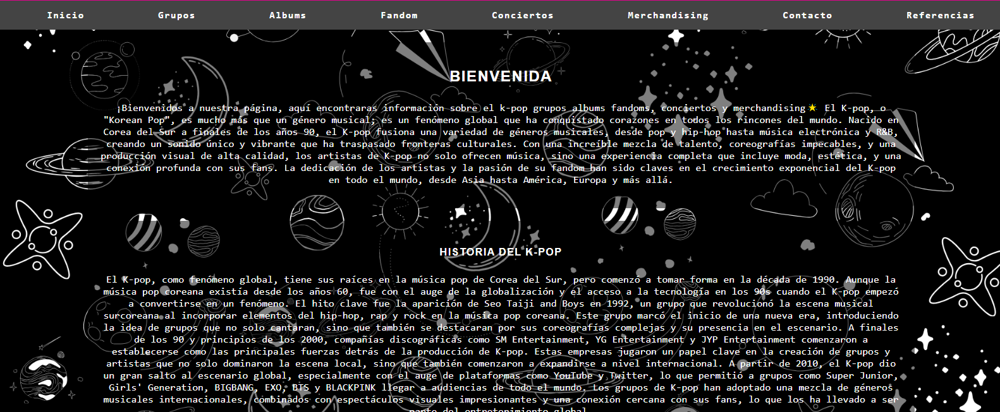 Inicio Grupos Albums Fandom Conciertos Merchandising Contacto Referencias
BIENVENIDA
¡Bienvenidos a nuestra página, aquí encontraras información sobre el k-pop grupos albums fandoms, conciertos y merchandising⭐ El K-pop, o
"Korean Pop", es mucho más que un género musical; es un fenómeno global que ha conquistado corazones en todos los rincones del mundo. Nacido en
Corea del Sur a finales de los años 90, el K-pop fusiona una variedad de géneros musicales, desde pop y hip-hop hasta música electrónica y R&B,
creando un sonido único y vibrante que ha traspasado fronteras culturales. Con una increíble mezcla de talento, coreografías impecables, y una
producción visual de alta calidad, los artistas de K-pop no solo ofrecen música, sino una experiencia completa que incluye moda, estética, y una
conexión profunda con sus fans. La dedicación de los artistas y la pasión de su fandom han sido claves en el crecimiento exponencial del K-pop
en todo el mundo, desde Asia hasta América, Europa y más allá.
HISTORIA DEL K-POP
El K-pop, como fenómeno global, tiene sus raíces en la música pop de Corea del Sur, pero comenzó a tomar forma en la década de 1990. Aunque la
música pop coreana existía desde los años 60, fue con el auge de la globalización y el acceso a la tecnología en los 90s cuando el K-pop empezó
a convertirse en un fenómeno. El hito clave fue la aparición de Seo Taiji and Boys en 1992, un grupo que revolucionó la escena musical
surcoreana al incorporar elementos del hip-hop, rap y rock en la música pop coreana. Este grupo marcó el inicio de una nueva era, introduciendo
la idea de grupos que no solo cantaran, sino que también se destacaran por sus coreografías complejas y su presencia en el escenario. A finales
de los 90 y principios de los 2000, compañías discográficas como SM Entertainment, YG Entertainment y JYP Entertainment comenzaron a
establecerse como las principales fuerzas detrás de la producción de K-pop. Estas empresas jugaron un papel clave en la creación de grupos y
artistas que no solo dominaron la escena local, sino que también comenzaron a expandirse a nivel internacional. A partir de 2010, el K-pop dio
un gran salto al escenario global, especialmente con el auge de plataformas como YouTube y Twitter, lo que permitió a grupos como Super Junior,
Girls' Generation, BIGBANG, EXO, BTS y BLACKPINK llegar a audiencias de todo el mundo. Los grupos de K-pop han adoptado una mezcla de géneros
musicales internacionales, combinados con espectáculos visuales impresionantes y una conexión cercana con sus fans, lo que los ha llevado a ser
parte del entretenimiento global.